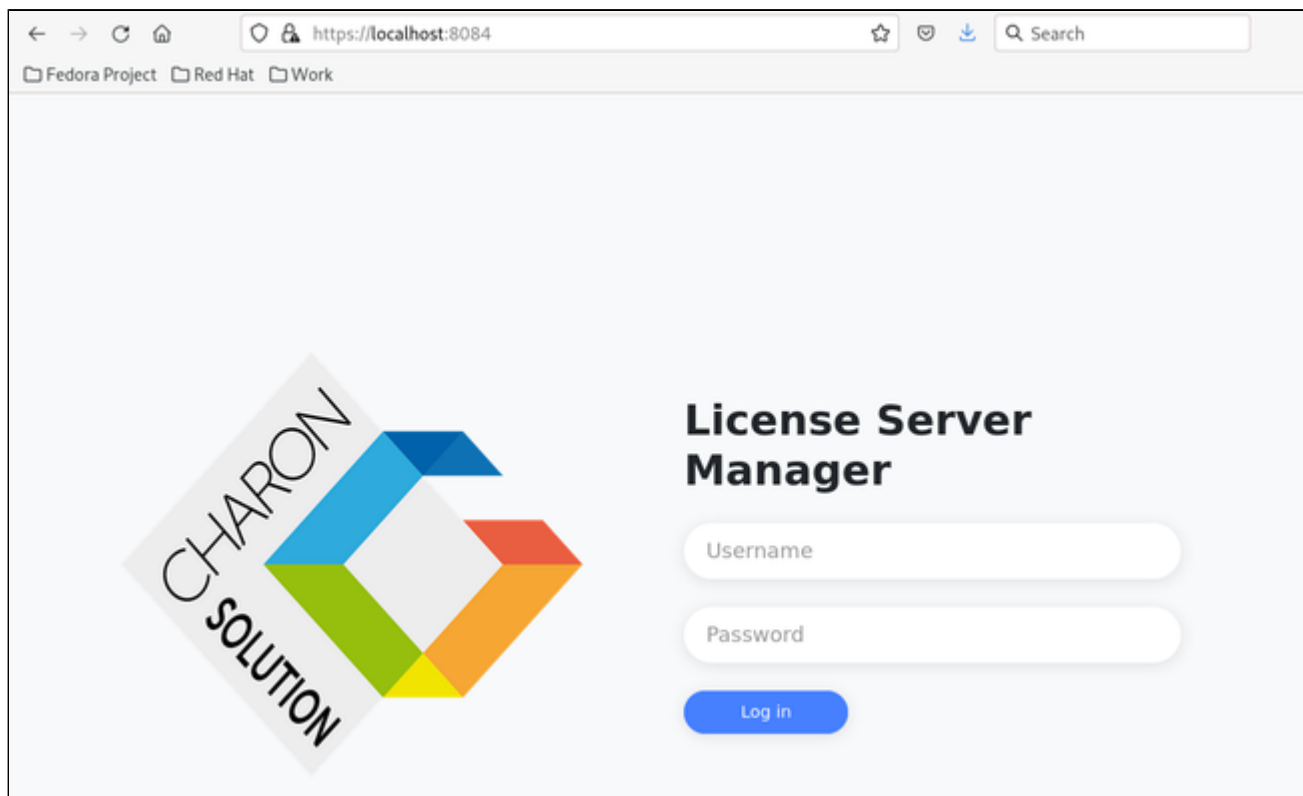 https://localhost:8084
Search
Fedora Project Red Hat Work
CHARON
SOLUTION
License Server
Manager
Username
Password
Log in